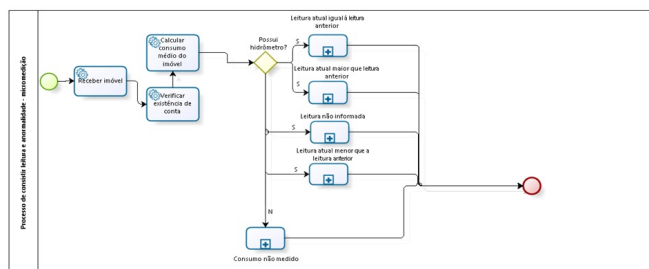 Processo de consistir leitura e anormalidade - micromedição
Receber imóvel
Calcular
consumo
médio do
imóvel
Verificar
existência de
conta
Possui
hidrômetro?
Leitura atual igual à leitura
anterior
S
Leitura atual maior que leitura
anterior
S
Leitura não informada
S
Leitura atual menor que a
leitura anterior
S
N
Consumo não medido